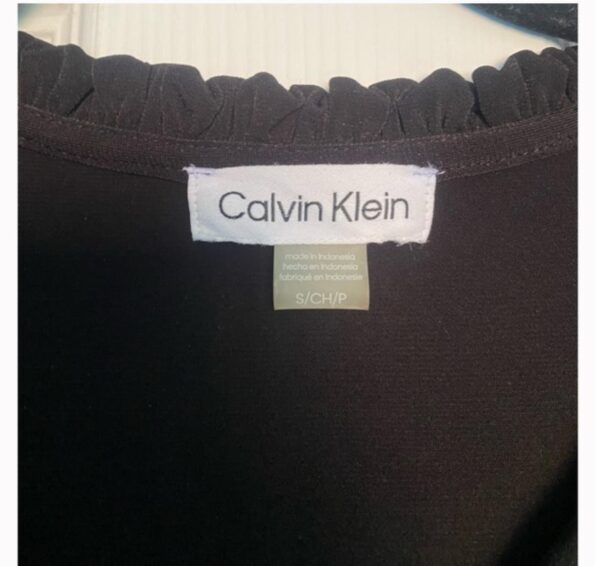 Calvin Klein
made in Indonesia
hecho en Indonesia
fabriqué en Indonésie
S/CH/P